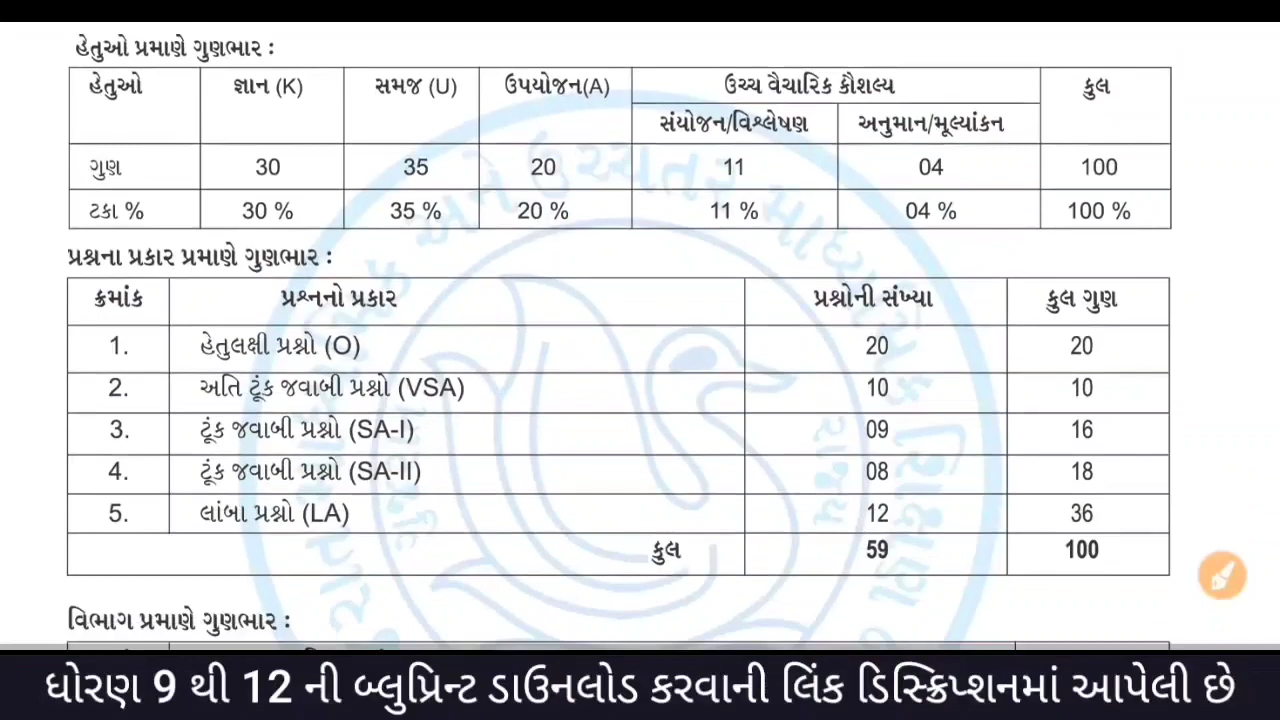 હેતુઓ પ્રમાણે ગુણભાર :
હેતુઓ જ્ઞાન (K) સમજ (U) ઉપયોજન(A) ઉચ્ચ વૈચારિક કૌશલ્ય કુલ
સંયોજન/વિશ્લેષણ અનુમાન/મૂલ્યાંકન
ગુણ 30 35 20 11 04 100
ટકા % 30 % 35 % 20 % 11 % 04 % 100 %
પ્રશ્નના પ્રકાર પ્રમાણે ગુણભાર :
ક્રમાંક પ્રશ્નનો પ્રકાર પ્રશ્નોની સંખ્યા કુલ ગુણ
1. હેતુલક્ષી પ્રશ્નો (O) 20 20
2. અતિ ટૂંક જવાબી પ્રશ્નો (VSA) 10 10
3. ટૂંક જવાબી પ્રશ્નો (SA-I) 09 16
4. ટૂંક જવાબી પ્રશ્નો (SA-II) 08 18
5. લાંબા પ્રશ્નો (LA) 12 36
કુલ 59 100
વિભાગ પ્રમાણે ગુણભાર :
ધોરણ 9 થી 12 ની બ્લુપ્રિન્ટ ડાઉનલોડ કરવાની લિંક ડિસ્ક્રિપ્શનમાં આપેલી છે